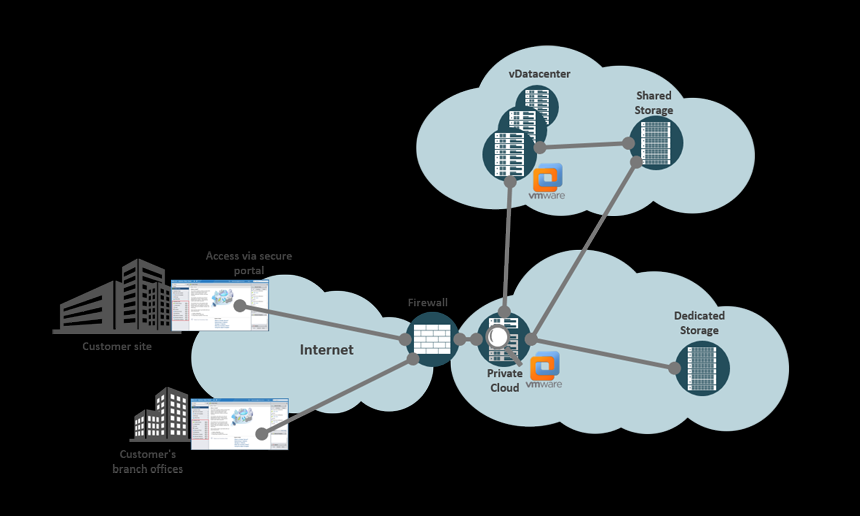 vDatacenter
Shared
Storage
vmware
Access via secure
portal
Customer site
Firewall
Internet
Dedicated
Storage
Private
Cloud
vmware
Customer's
branch offices